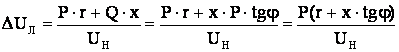 ΔU_Л = (P · r + Q · x) / U_Н = (P · r + x · P · tgφ) / U_Н = P(r + x · tgφ) / U_Н